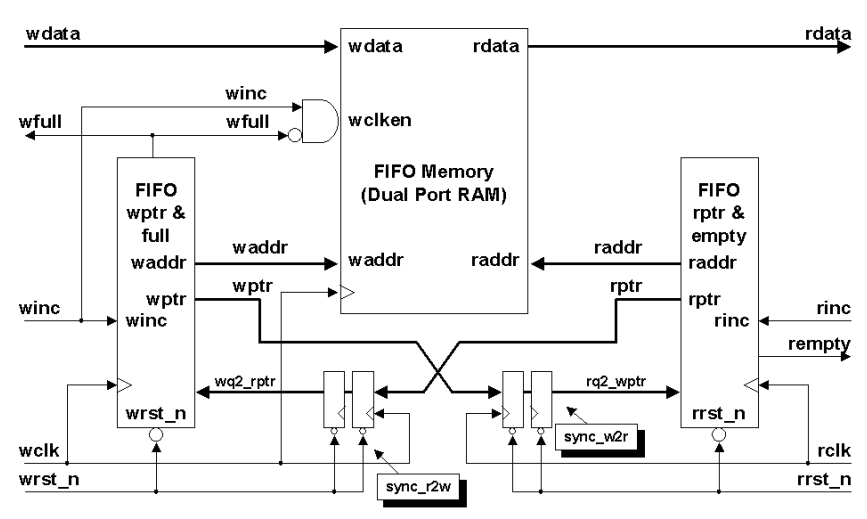 wdata
rdata
wdata rdata
winc
wfull
wfull
wclken
FIFO Memory
(Dual Port RAM)
FIFO
wptr &
full
FIFO
rptr &
empty
waddr
waddr
waddr
raddr
raddr
raddr
wptr
wptr
rptr
rptr
winc
winc
rinc
rinc
rempty
wq2_rptr
rq2_wptr
wrst_n
rrst_n
sync_w2r
wclk
rclk
wrst_n
sync_r2w
rrst_n